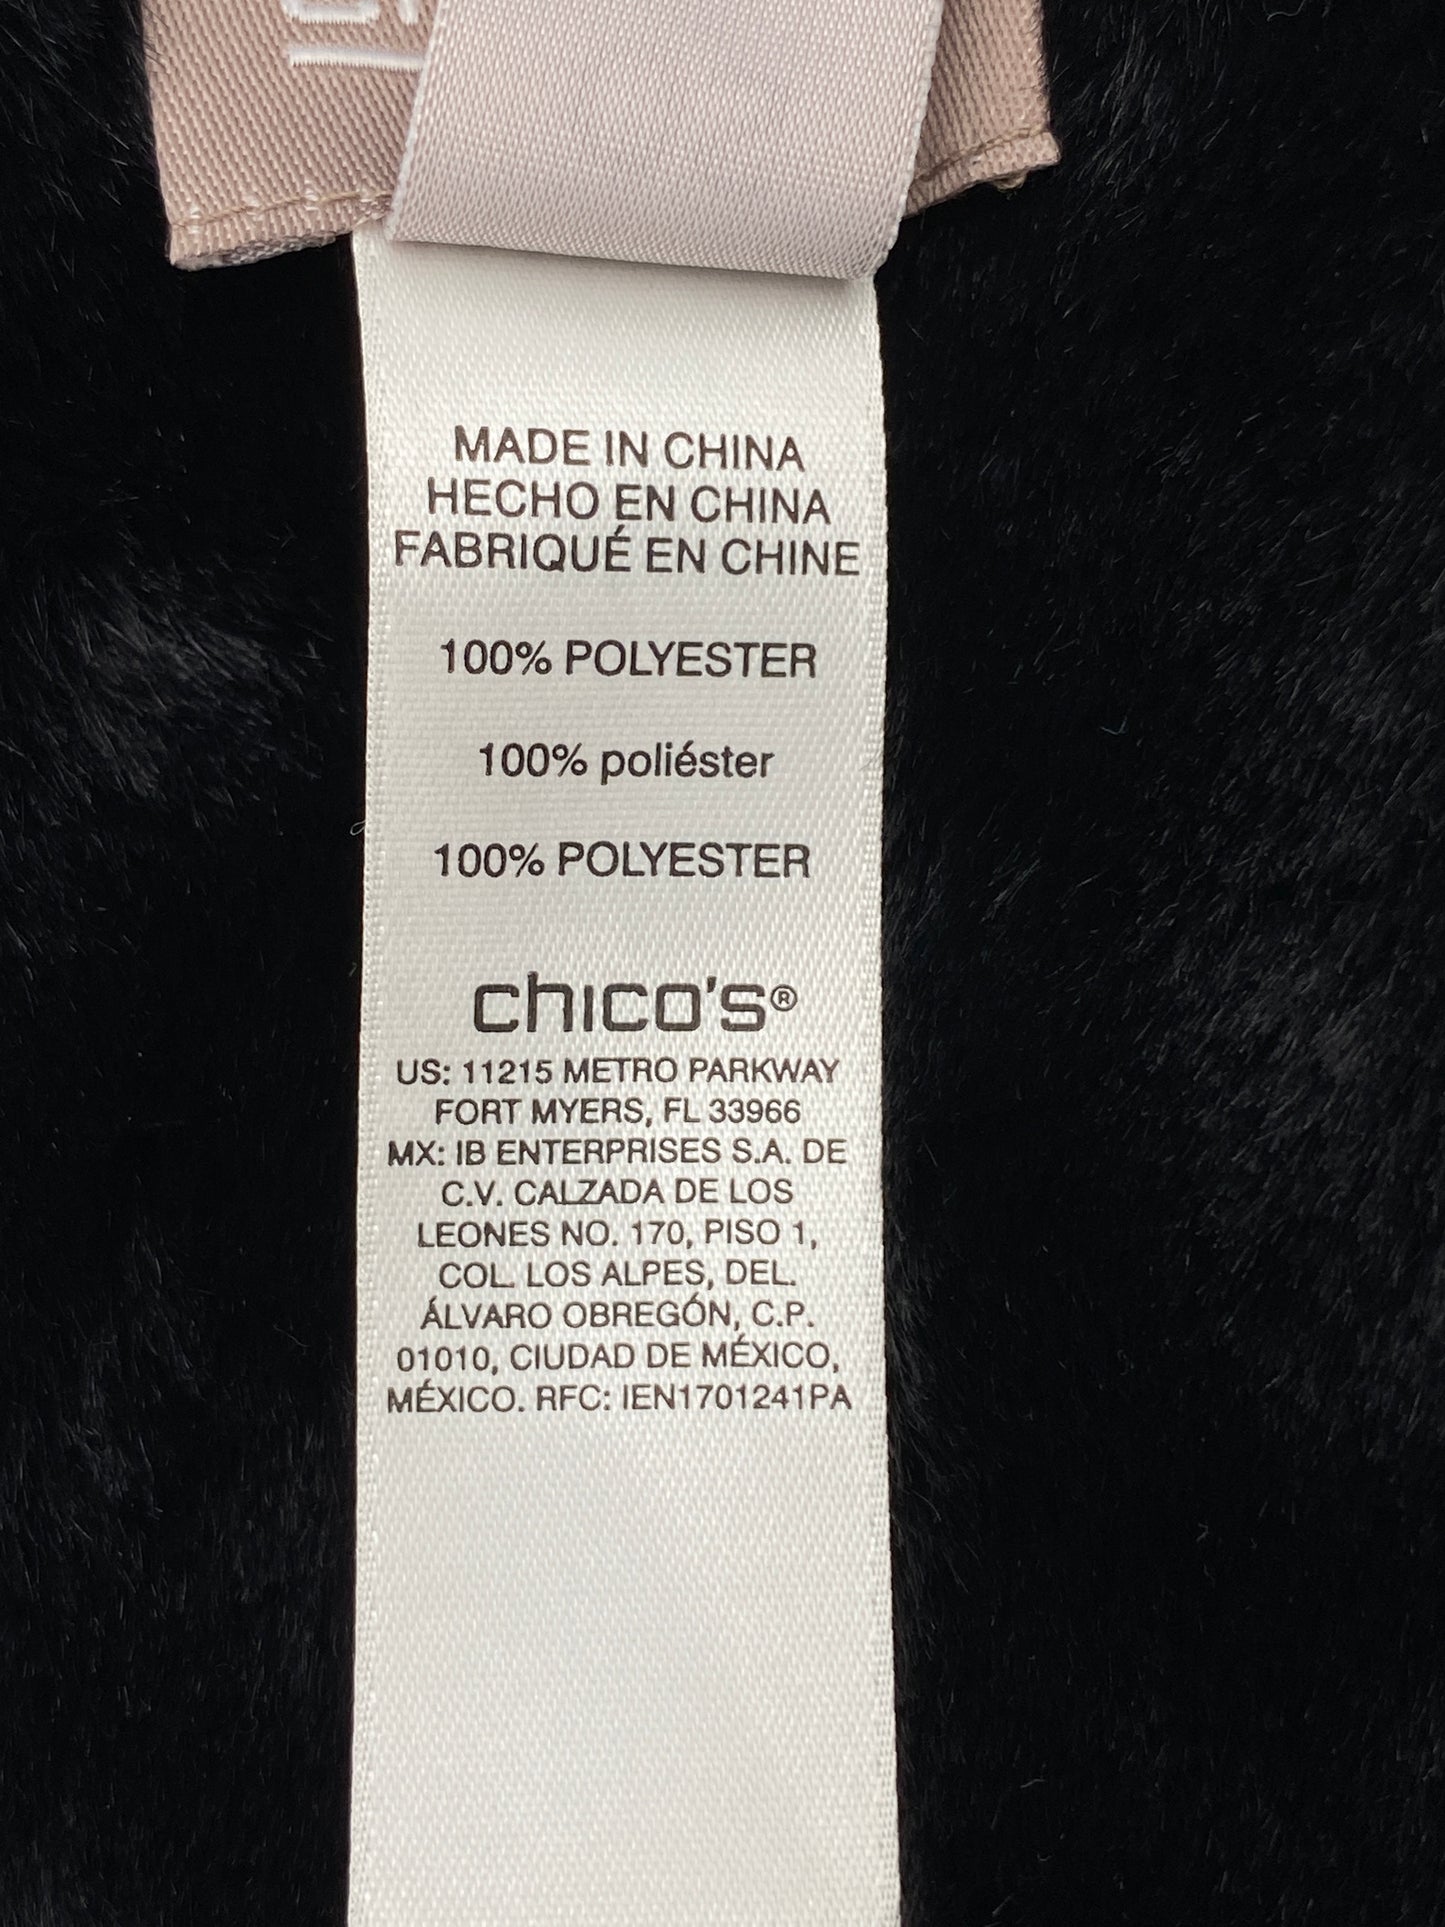 MADE IN CHINA
HECHO EN CHINA
FABRIQUÉ EN CHINE
100% POLYESTER
100% poliéster
100% POLYESTER
chico's®
US: 11215 METRO PARKWAY
FORT MYERS, FL 33966
MX: IB ENTERPRISES S.A. DE
C.V. CALZADA DE LOS
LEONES NO. 170, PISO 1,
COL. LOS ALPES, DEL.
ÁLVARO OBREGÓN, C.P.
01010, CIUDAD DE MÉXICO,
MÉXICO. RFC: IEN1701241PA